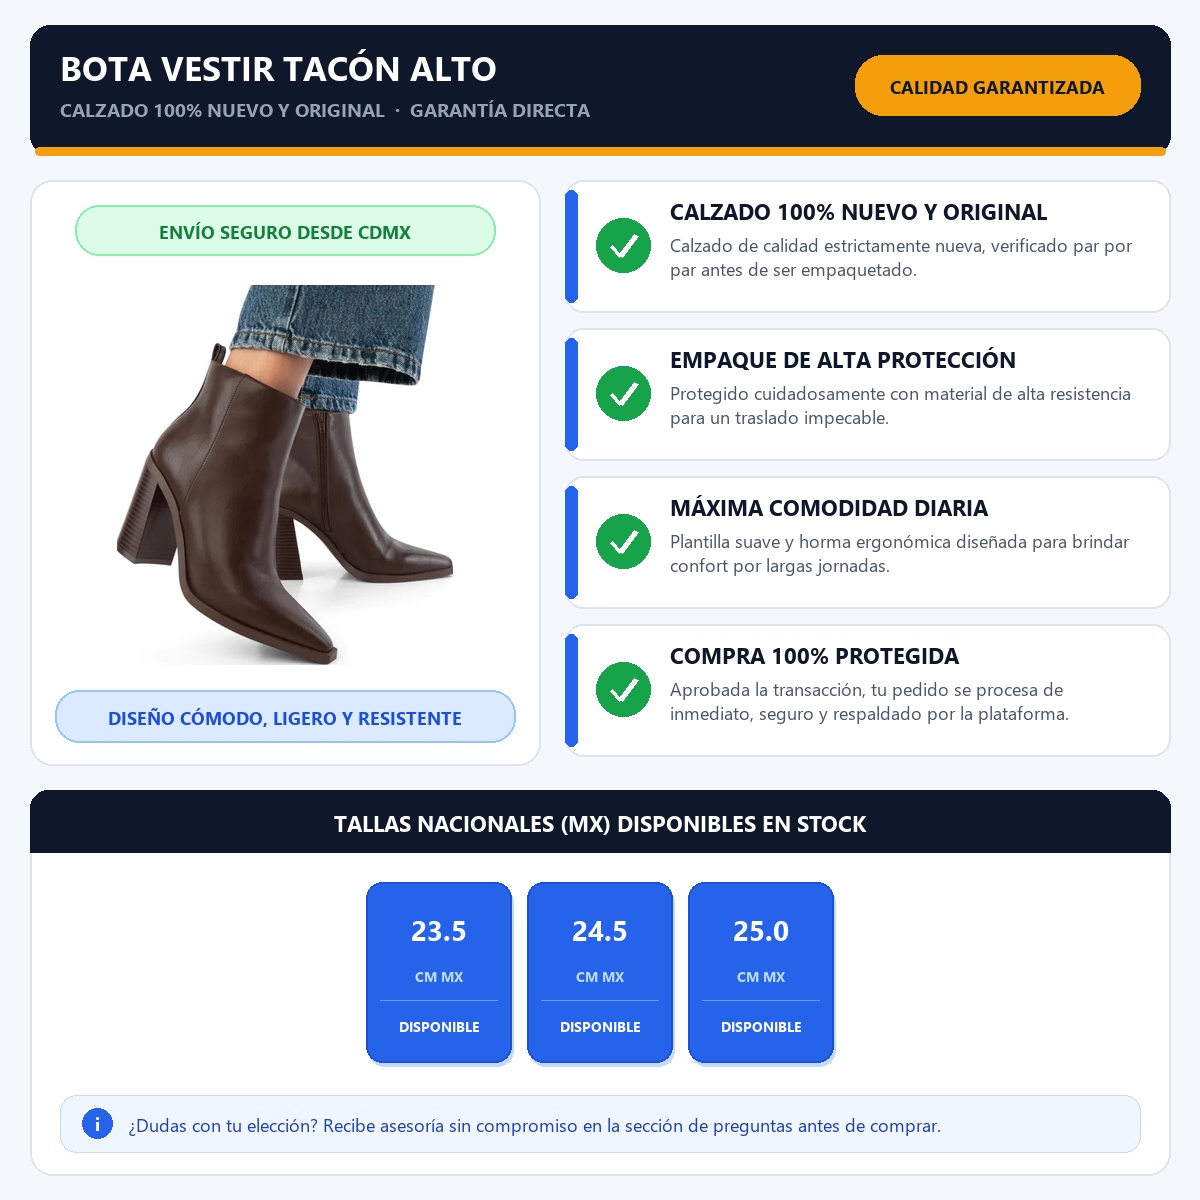 BOTA VESTIR TACÓN ALTO
CALZADO 100% NUEVO Y ORIGINAL · GARANTÍA DIRECTA
CALIDAD GARANTIZADA
ENVÍO SEGURO DESDE CDMX
DISEÑO CÓMODO, LIGERO Y RESISTENTE
CALZADO 100% NUEVO Y ORIGINAL
Calzado de calidad estrictamente nueva, verificado par por
par antes de ser empaquetado.
EMPAQUE DE ALTA PROTECCIÓN
Protegido cuidadosamente con material de alta resistencia
para un traslado impecable.
MÁXIMA COMODIDAD DIARIA
Plantilla suave y horma ergonómica diseñada para brindar
confort por largas jornadas.
COMPRA 100% PROTEGIDA
Aprobada la transacción, tu pedido se procesa de
inmediato, seguro y respaldado por la plataforma.
TALLAS NACIONALES (MX) DISPONIBLES EN STOCK
23.5
CM MX
DISPONIBLE
24.5
CM MX
DISPONIBLE
25.0
CM MX
DISPONIBLE
¿Dudas con tu elección? Recibe asesoría sin compromiso en la sección de preguntas antes de comprar.